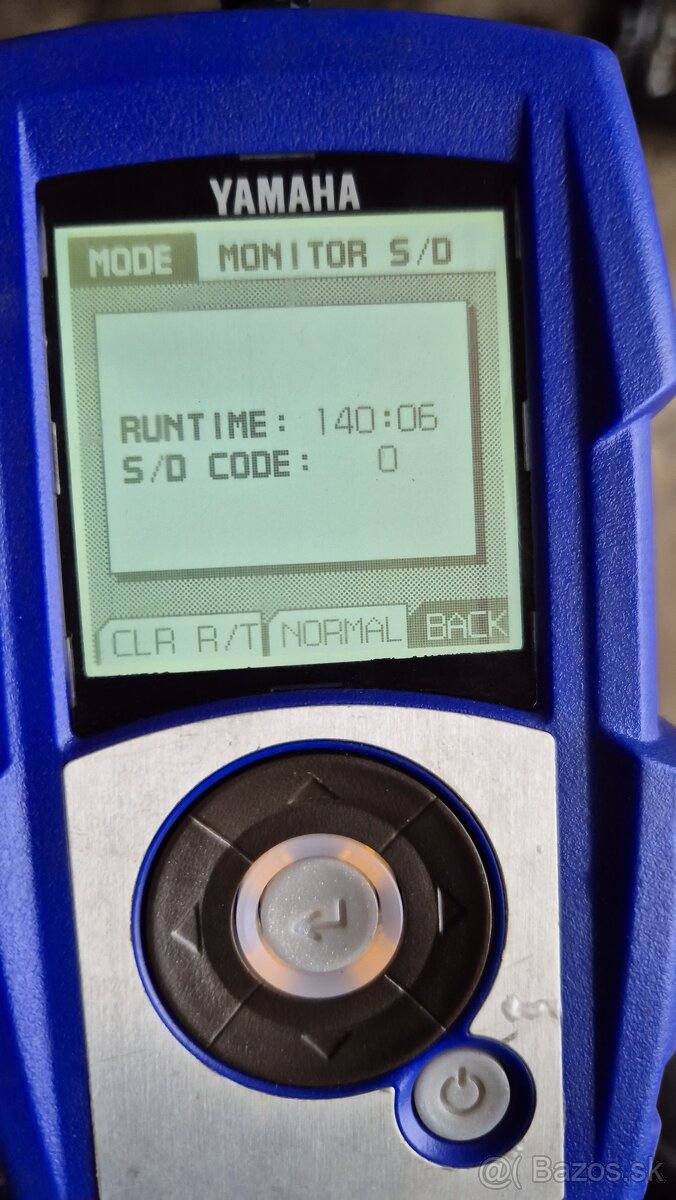 YAMAHA
MODE MONITOR S/D
RUNTIME: 140:06
S/D CODE: 0
CLR R/T NORMAL BACK
@( Bazos.sk